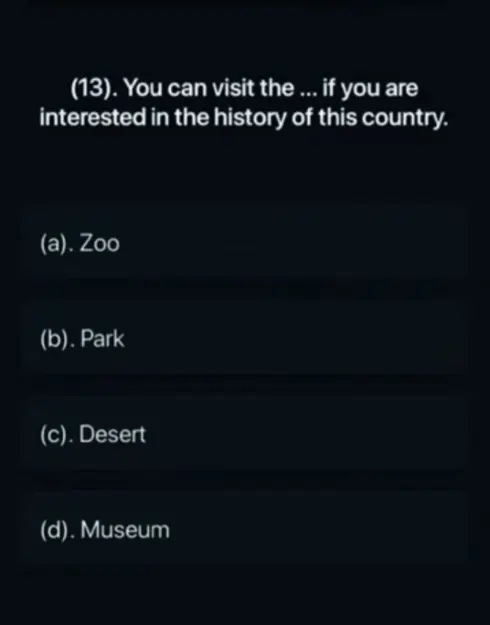 (13). You can visit the ... if you are
interested in the history of this country.
(a). Zoo
(b). Park
(c). Desert
(d). Museum